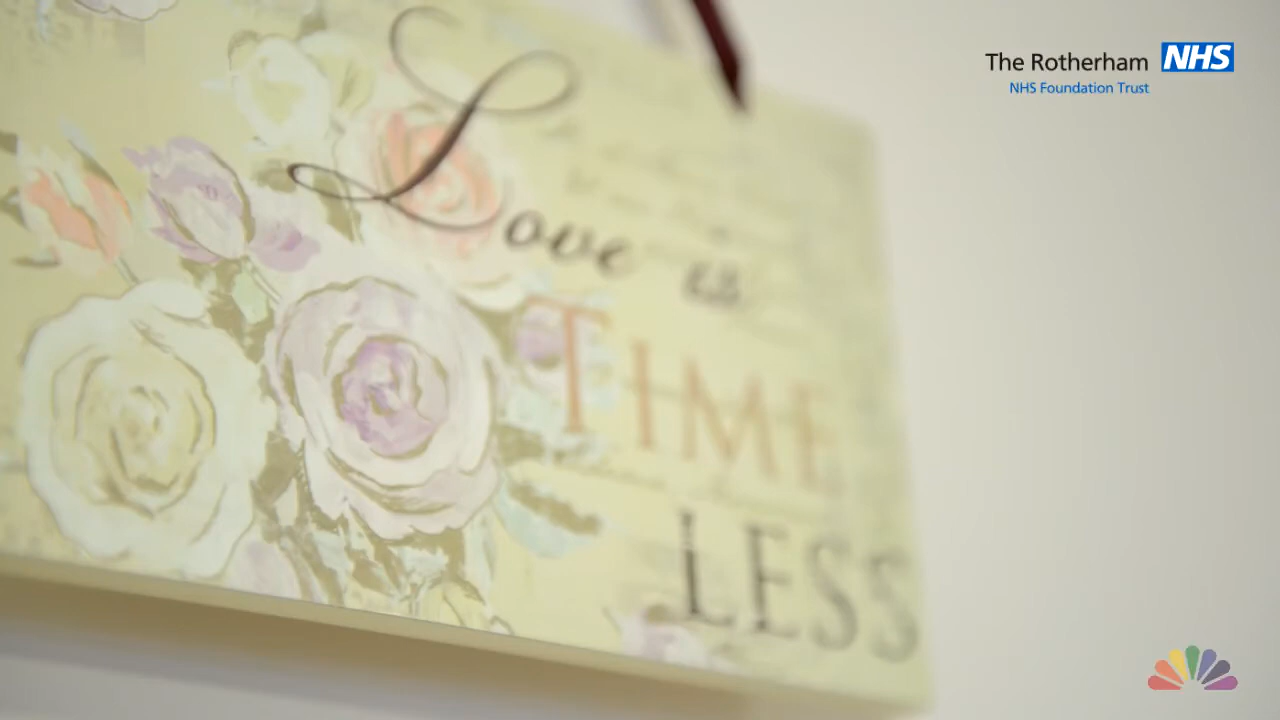 Love is
TIME
LESS
The Rotherham NHS
NHS Foundation Trust